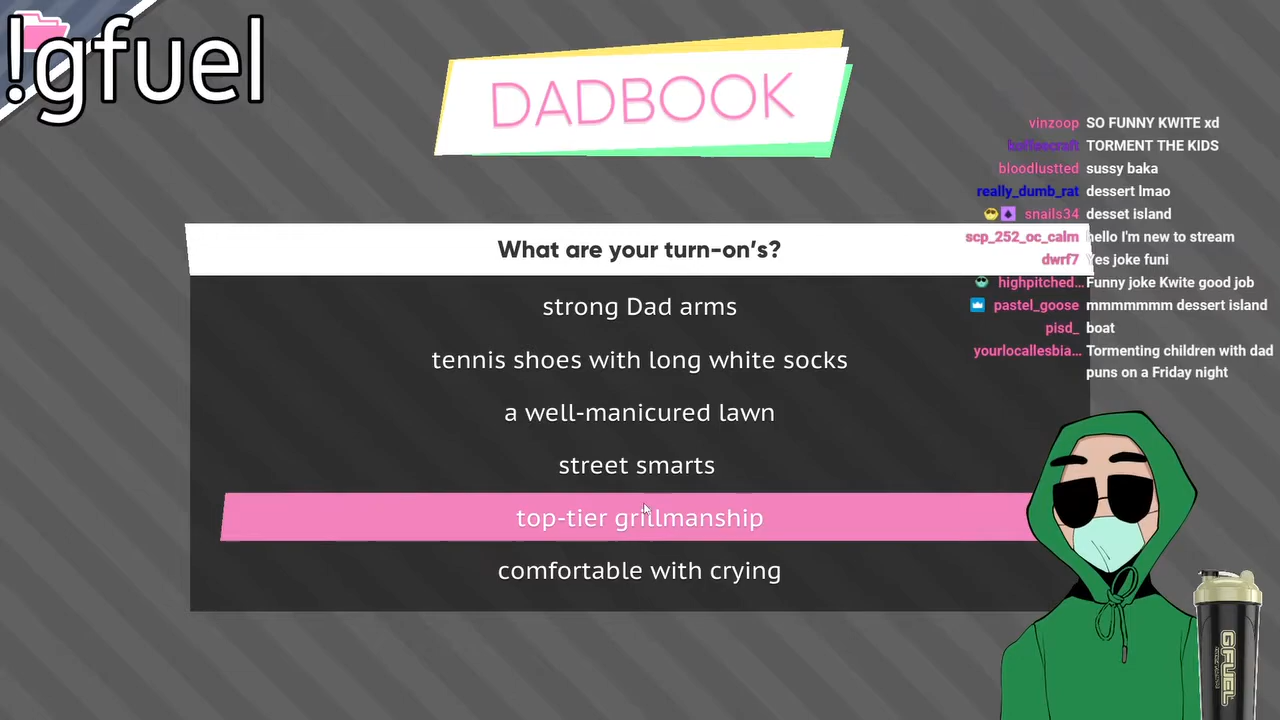 !gfuel
DADBOOK
What are your turn-on's?
strong Dad arms
tennis shoes with long white socks
a well-manicured lawn
street smarts
top-tier grillmanship
comfortable with crying
vinzoop SO FUNNY KWITE xd
TORMENT THE KIDS
bloodlustted sussy baka
really_dumb_rat dessert lmao
snails34 desset island
scp_252_oc_calm hello I'm new to stream
dwrf7 Yes joke funi
highpitched… Funny joke Kwite good job
pastel_goose mmmmmmm dessert island
pisd_ boat
yourlocallesbia… Tormenting children with dad
puns on a Friday night
GFUEL